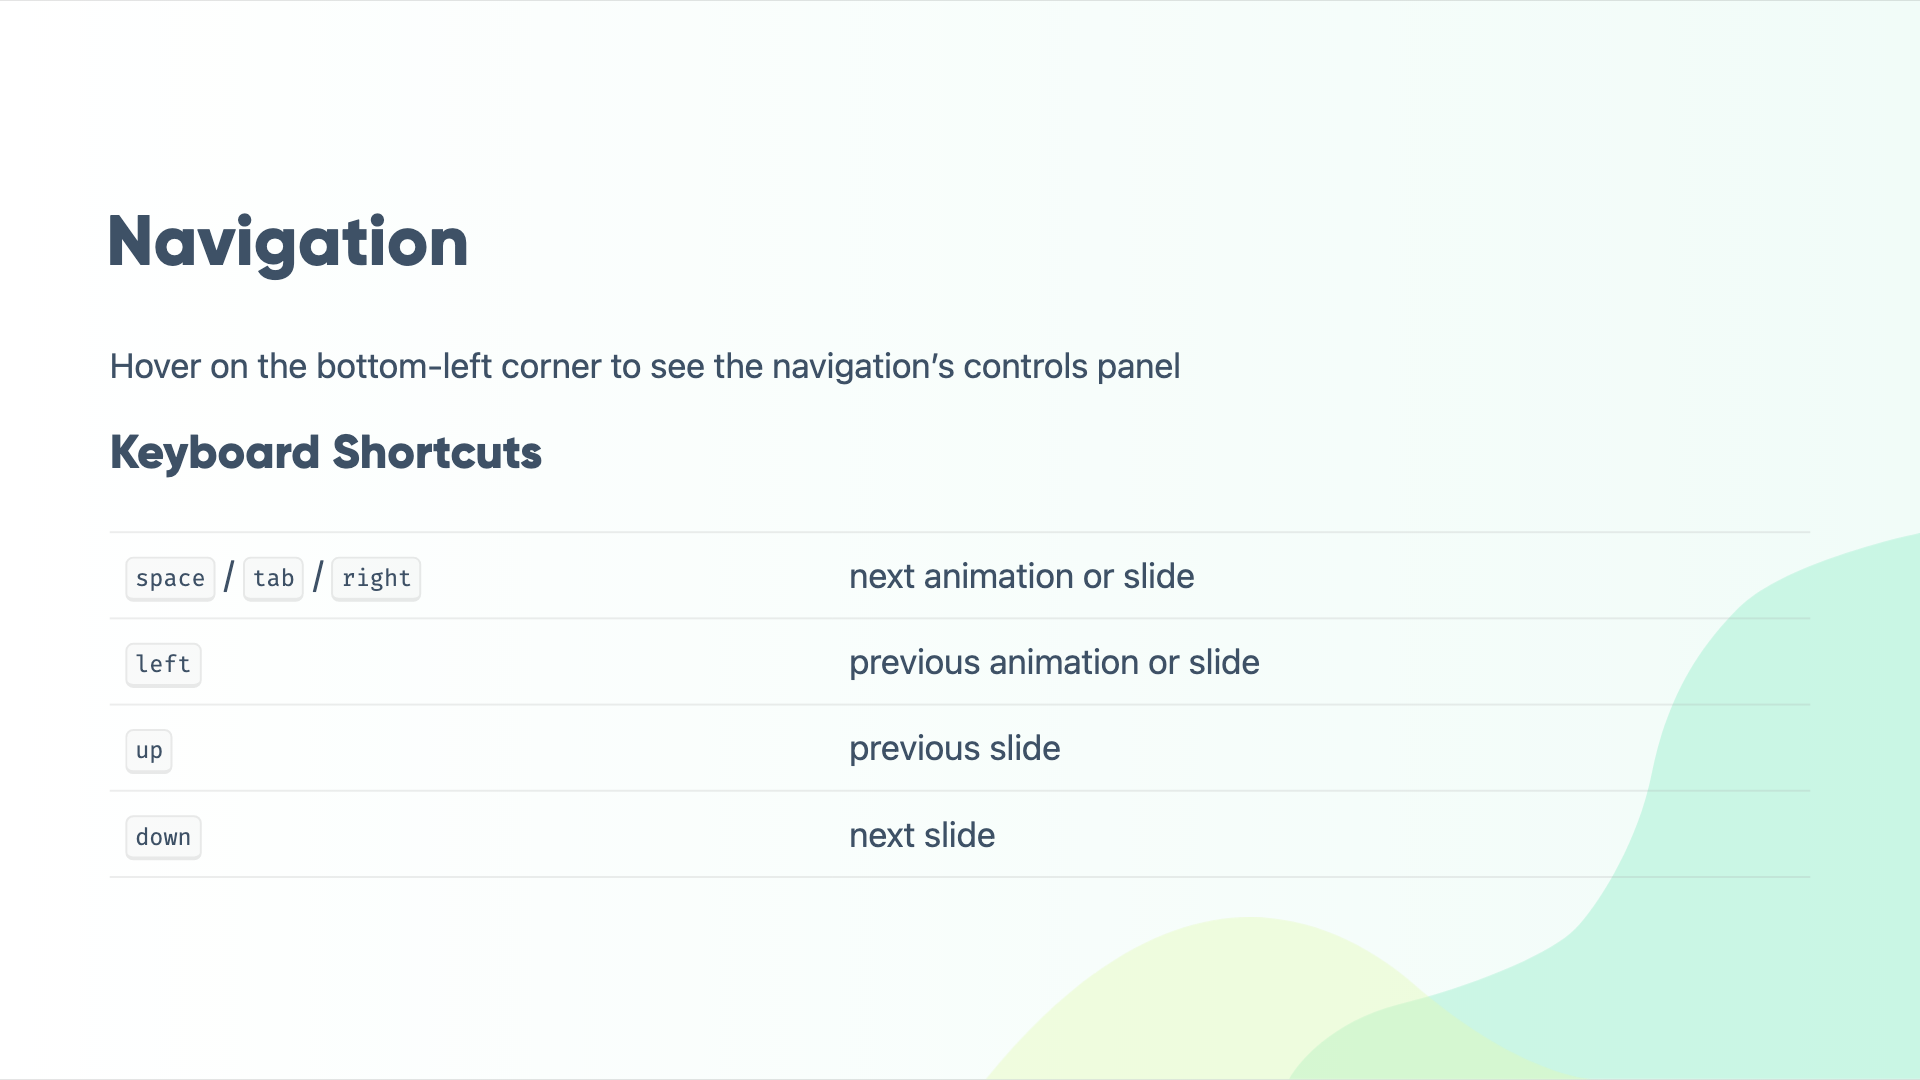 Navigation
Hover on the bottom-left corner to see the navigation’s controls panel
Keyboard Shortcuts
space / tab / right next animation or slide
left previous animation or slide
up previous slide
down next slide